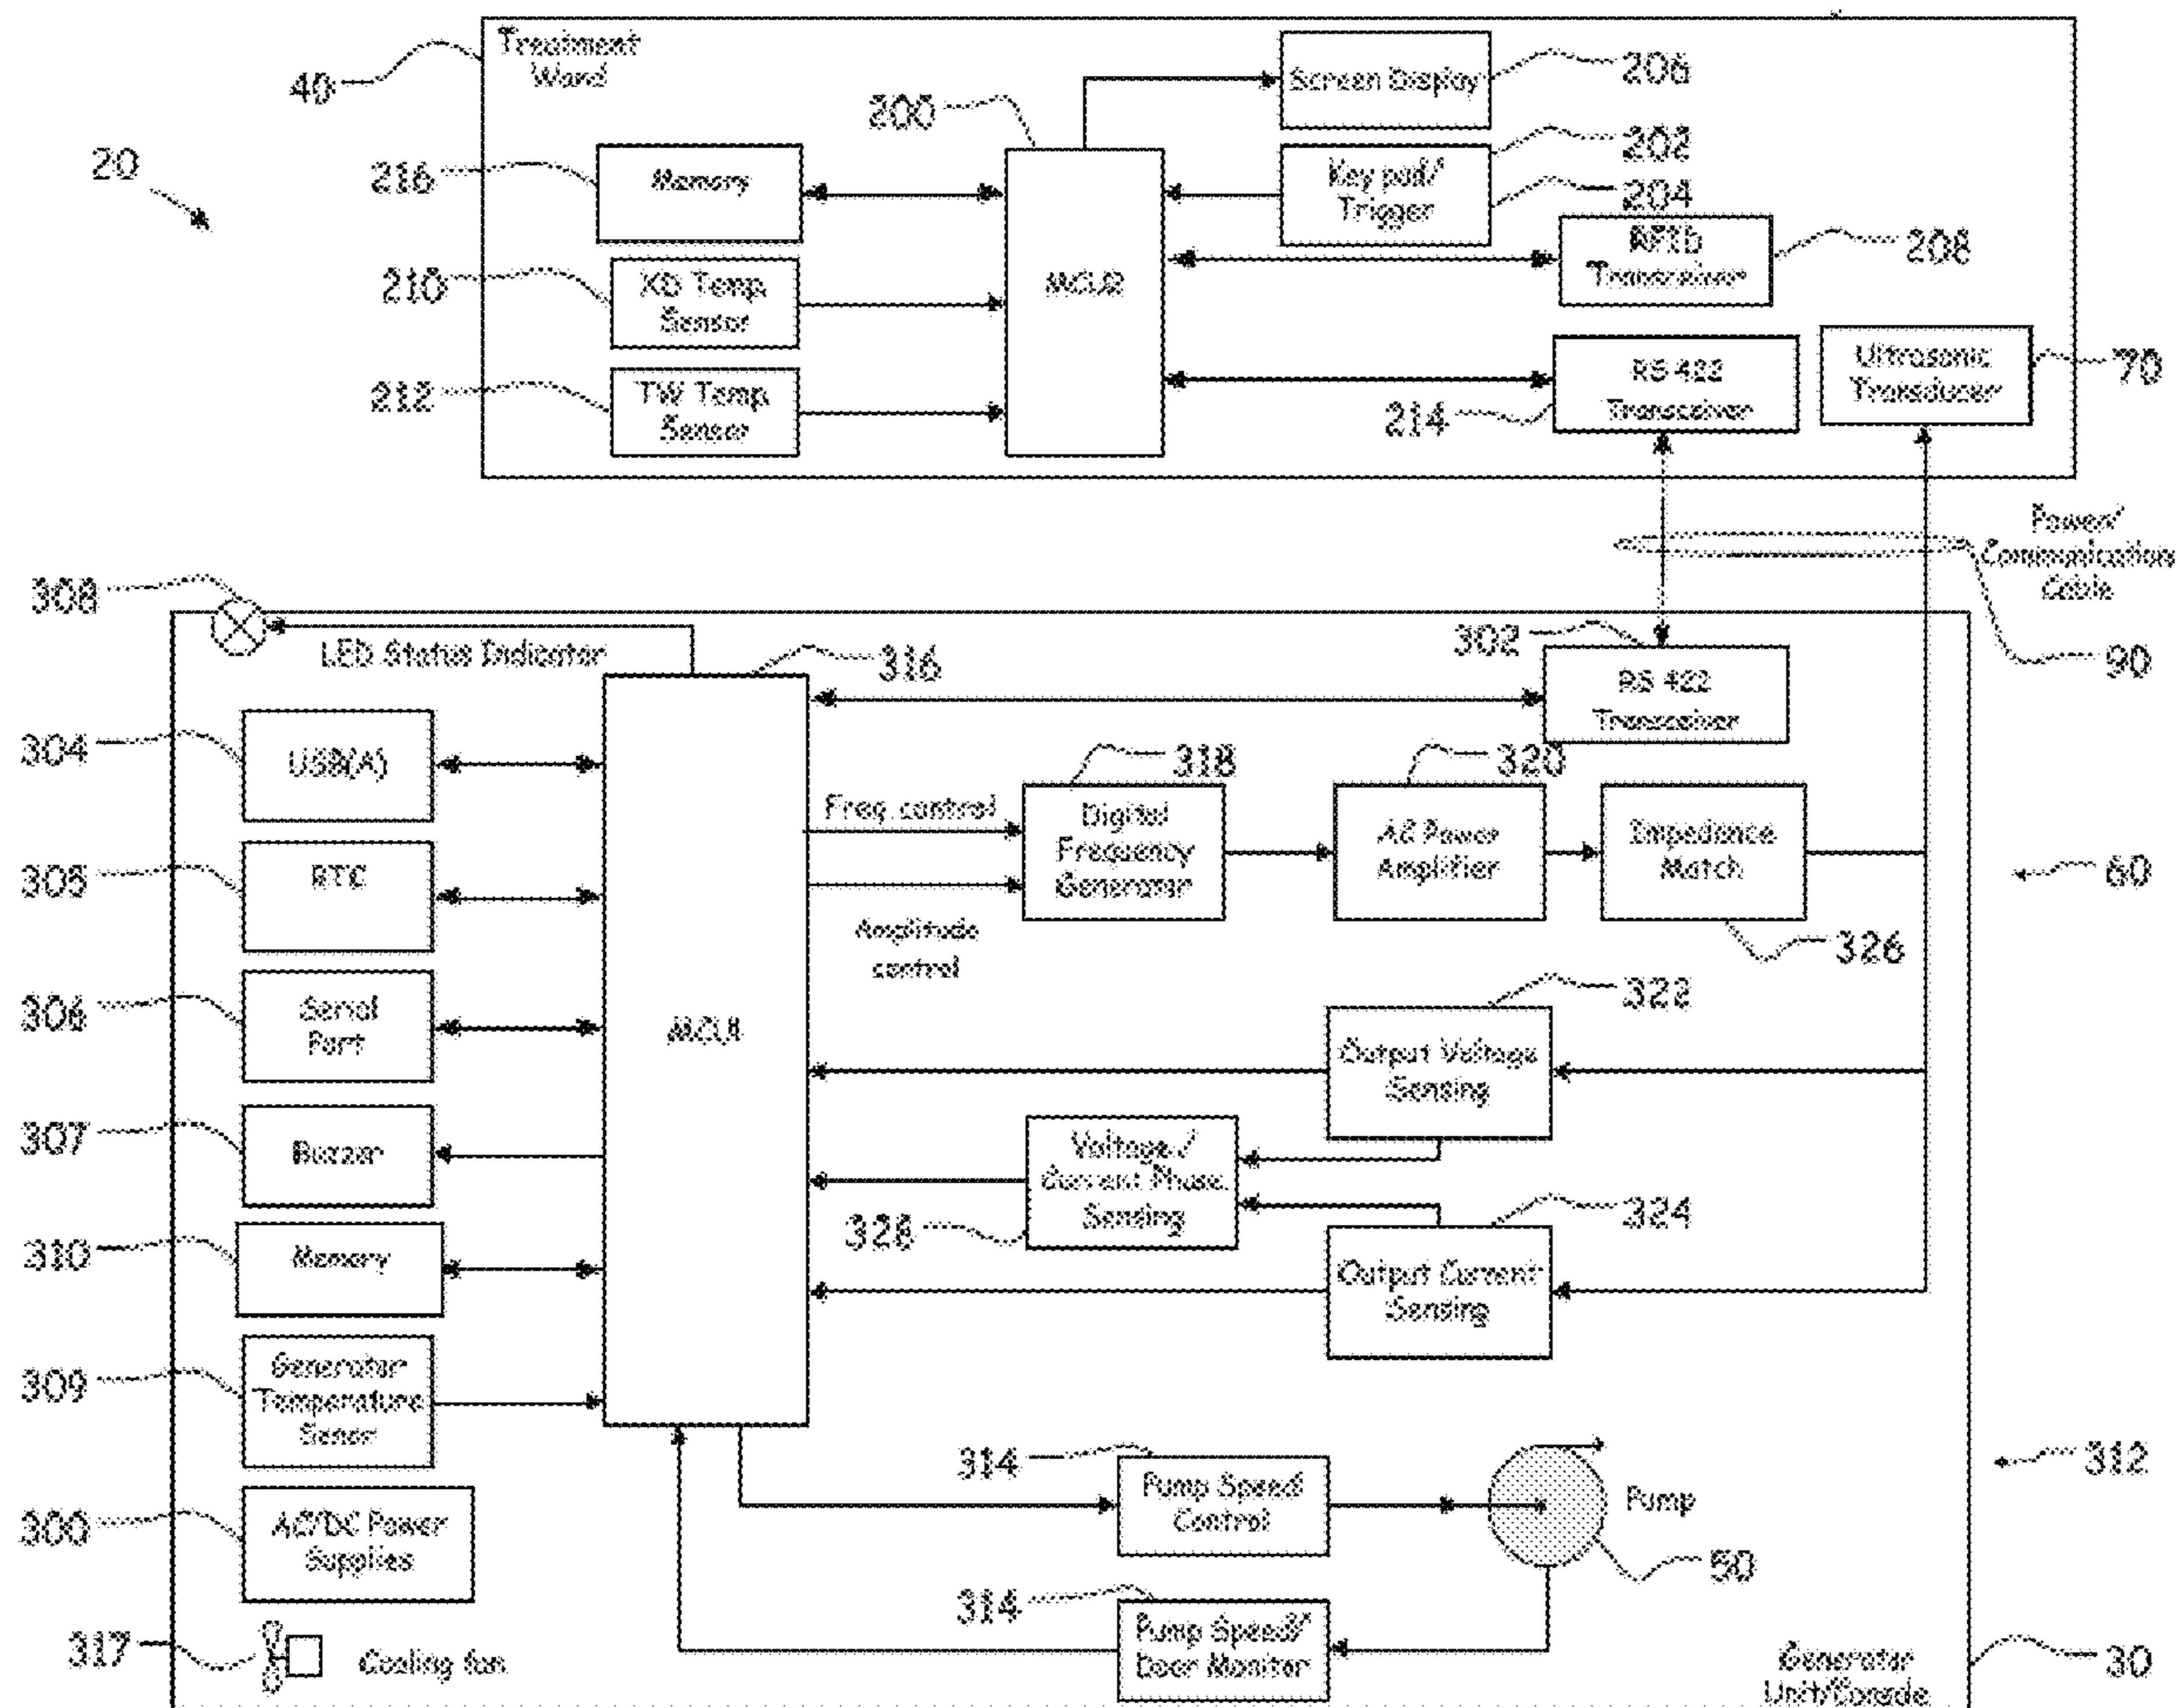 Treatment
Wand
40
20
200
Screen Display
206
202
Key pad/
Trigger
204
216
Memory
MCU2
RFID
Transceiver
208
210
XD Temp.
Sensor
212
TW Temp.
Sensor
RS 422
Transceiver
214
Ultrasonic
Transducer
70
Power/
Communication
Cable
90
308
LED Status Indicator
316
302
RS 422
Transceiver
304
USB(A)
318
320
Freq. control
Digital
Frequency
Generator
AC Power
Amplifier
Impedance
Match
60
305
RTC
Amplitude
control
326
306
Serial
Port
MCU1
322
Output Voltage
Sensing
307
Buzzer
Voltage /
Current Phase.
Sensing
328
324
310
Memory
Output Current
Sensing
309
Generator
Temperature
Senor
314
Pump Speed
Control
Pump
50
312
300
AC/DC Power
Supplies
314
Pump Speed/
Door Monitor
317
Cooling fan
Generator
Unit/Console
30